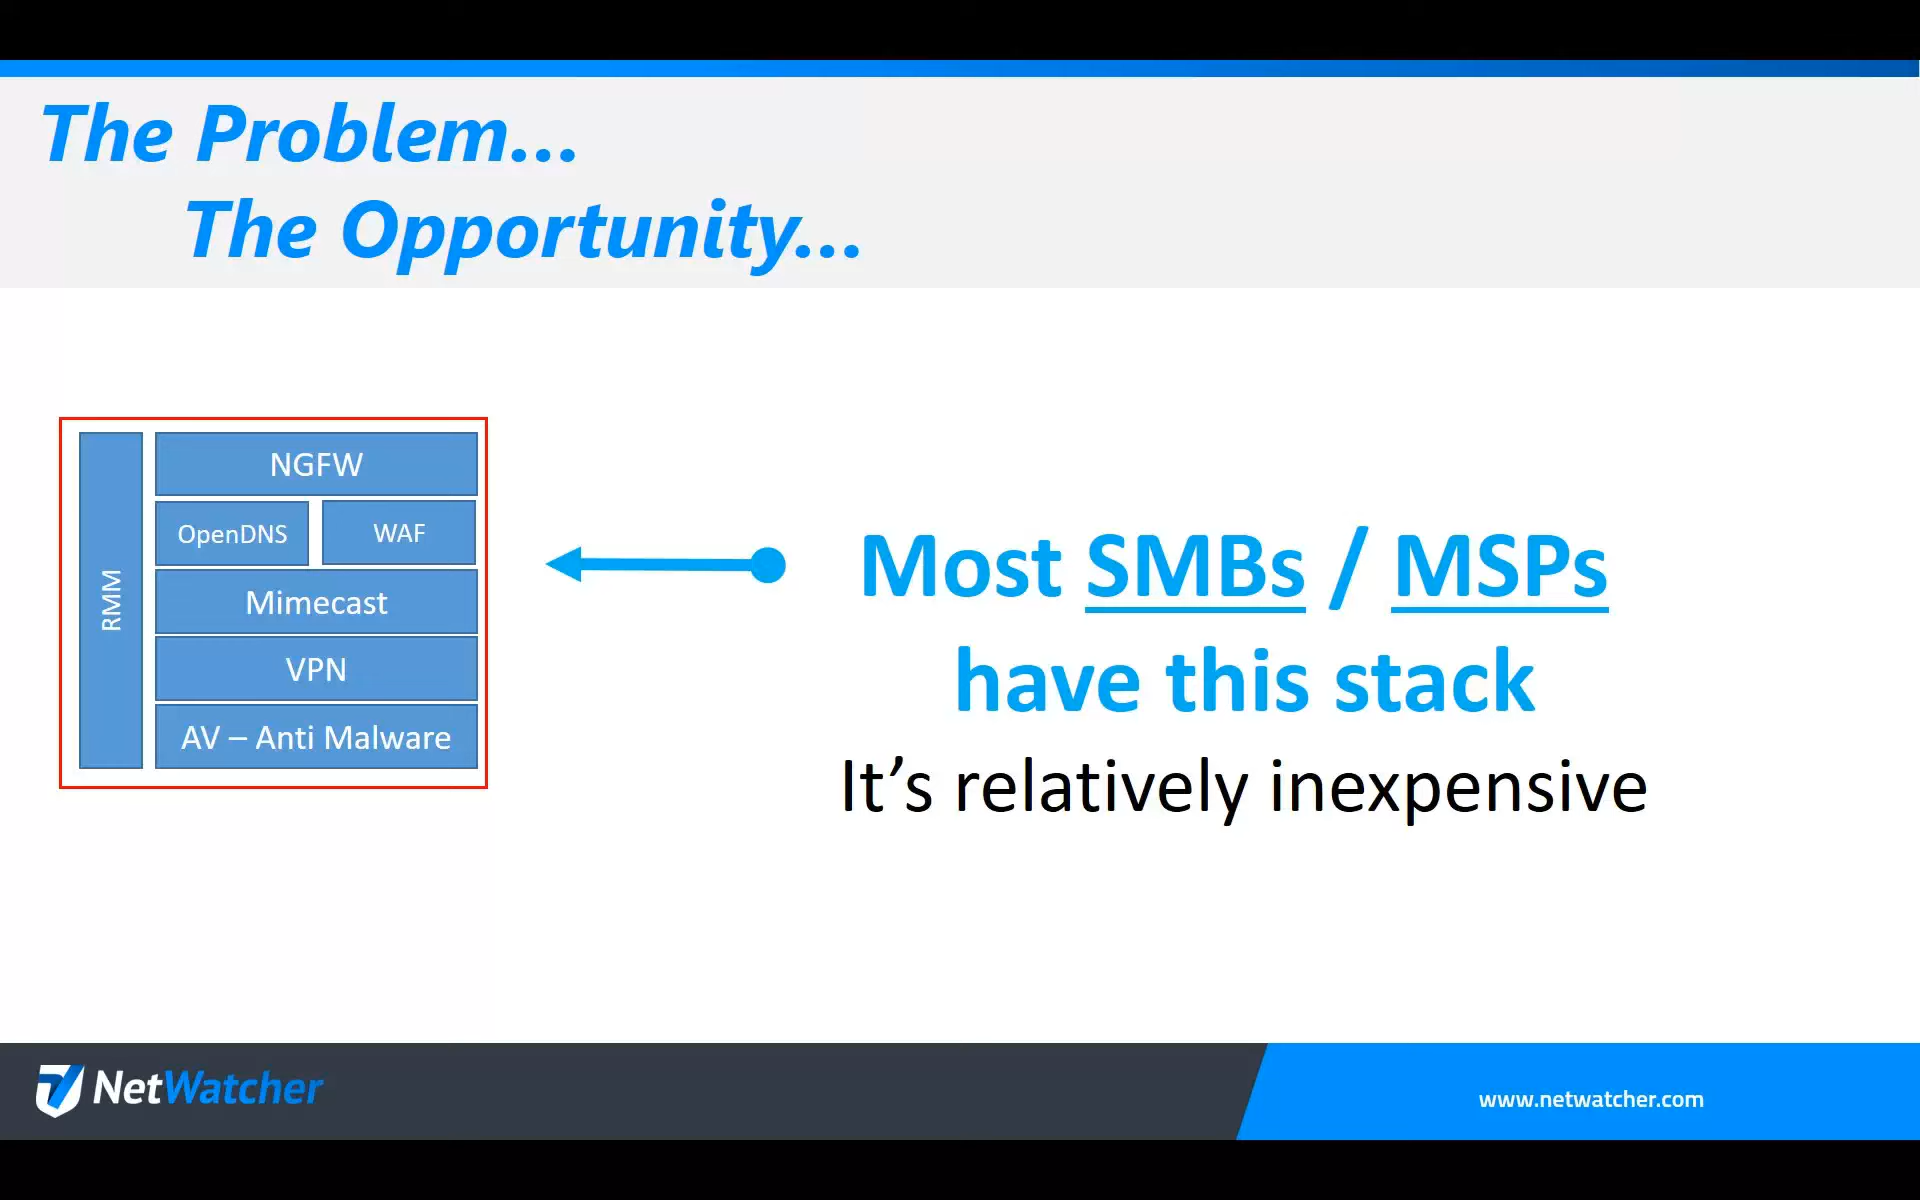 The Problem...
The Opportunity...
RMM
NGFW
OpenDNS
WAF
Mimecast
VPN
AV – Anti Malware
Most SMBs / MSPs
have this stack
It’s relatively inexpensive
NetWatcher
www.netwatcher.com